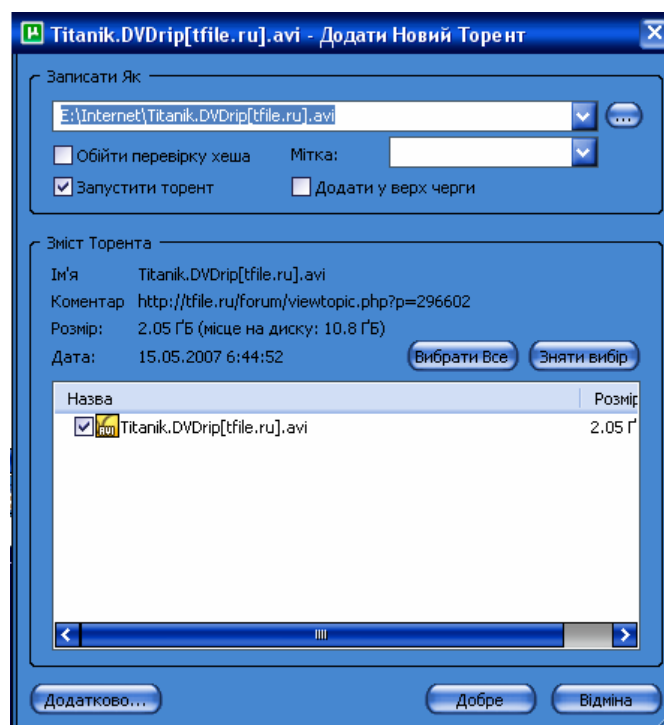 Titanik.DVDrip[tfile.ru].avi - Додати Новий Торент
Записати Як
E:\Internet\Titanik.DVDrip[tfile.ru].avi
...
Обійти перевірку хеша Мітка:
Запустити торент Додати у верх черги
Зміст Торента
Ім'я Titanik.DVDrip[tfile.ru].avi
Коментар http://tfile.ru/forum/viewtopic.php?p=296602
Розмір: 2.05 ҐБ (місце на диску: 10.8 ҐБ)
Дата: 15.05.2007 6:44:52 Вибрати Все Зняти вибір
Назва Розмір
AVI Titanik.DVDrip[tfile.ru].avi 2.05 Ґ
Додатково... Добре Відміна